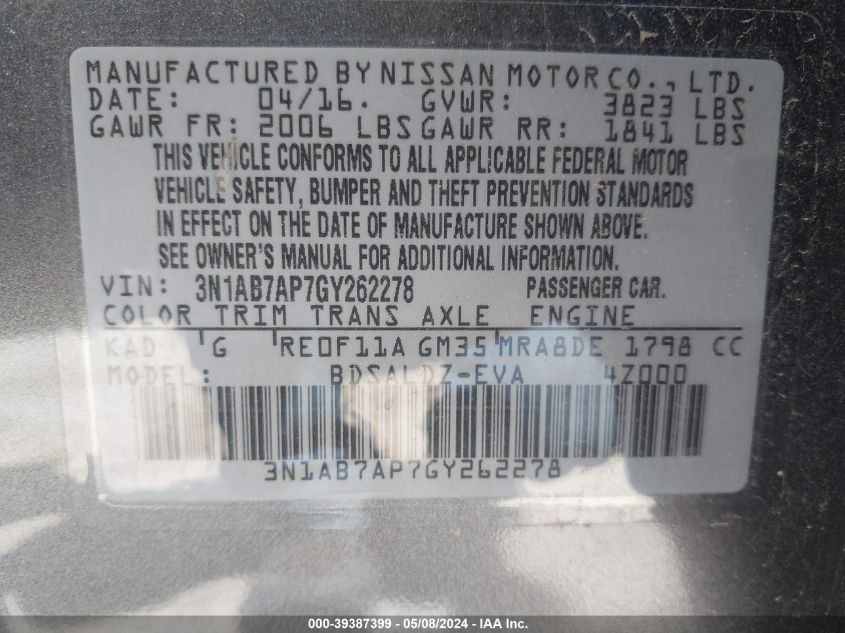 MANUFACTURED BY NISSAN MOTOR CO., LTD.
DATE: 04/16. GVWR: 3823 LBS
GAWR FR: 2006 LBS GAWR RR: 1841 LBS
THIS VEHICLE CONFORMS TO ALL APPLICABLE FEDERAL MOTOR
VEHICLE SAFETY, BUMPER AND THEFT PREVENTION STANDARDS
IN EFFECT ON THE DATE OF MANUFACTURE SHOWN ABOVE.
SEE OWNER'S MANUAL FOR ADDITIONAL INFORMATION.
VIN: 3N1AB7AP7GY262278 PASSENGER CAR.
COLOR TRIM TRANS AXLE ENGINE
KAD G RE0F11A GM35 MRA8DE 1798 CC
MODEL: BDSALDZ-EVA 4Z000
3N1AB7AP7GY262278
000-39387399 - 05/08/2024 - IAA Inc.